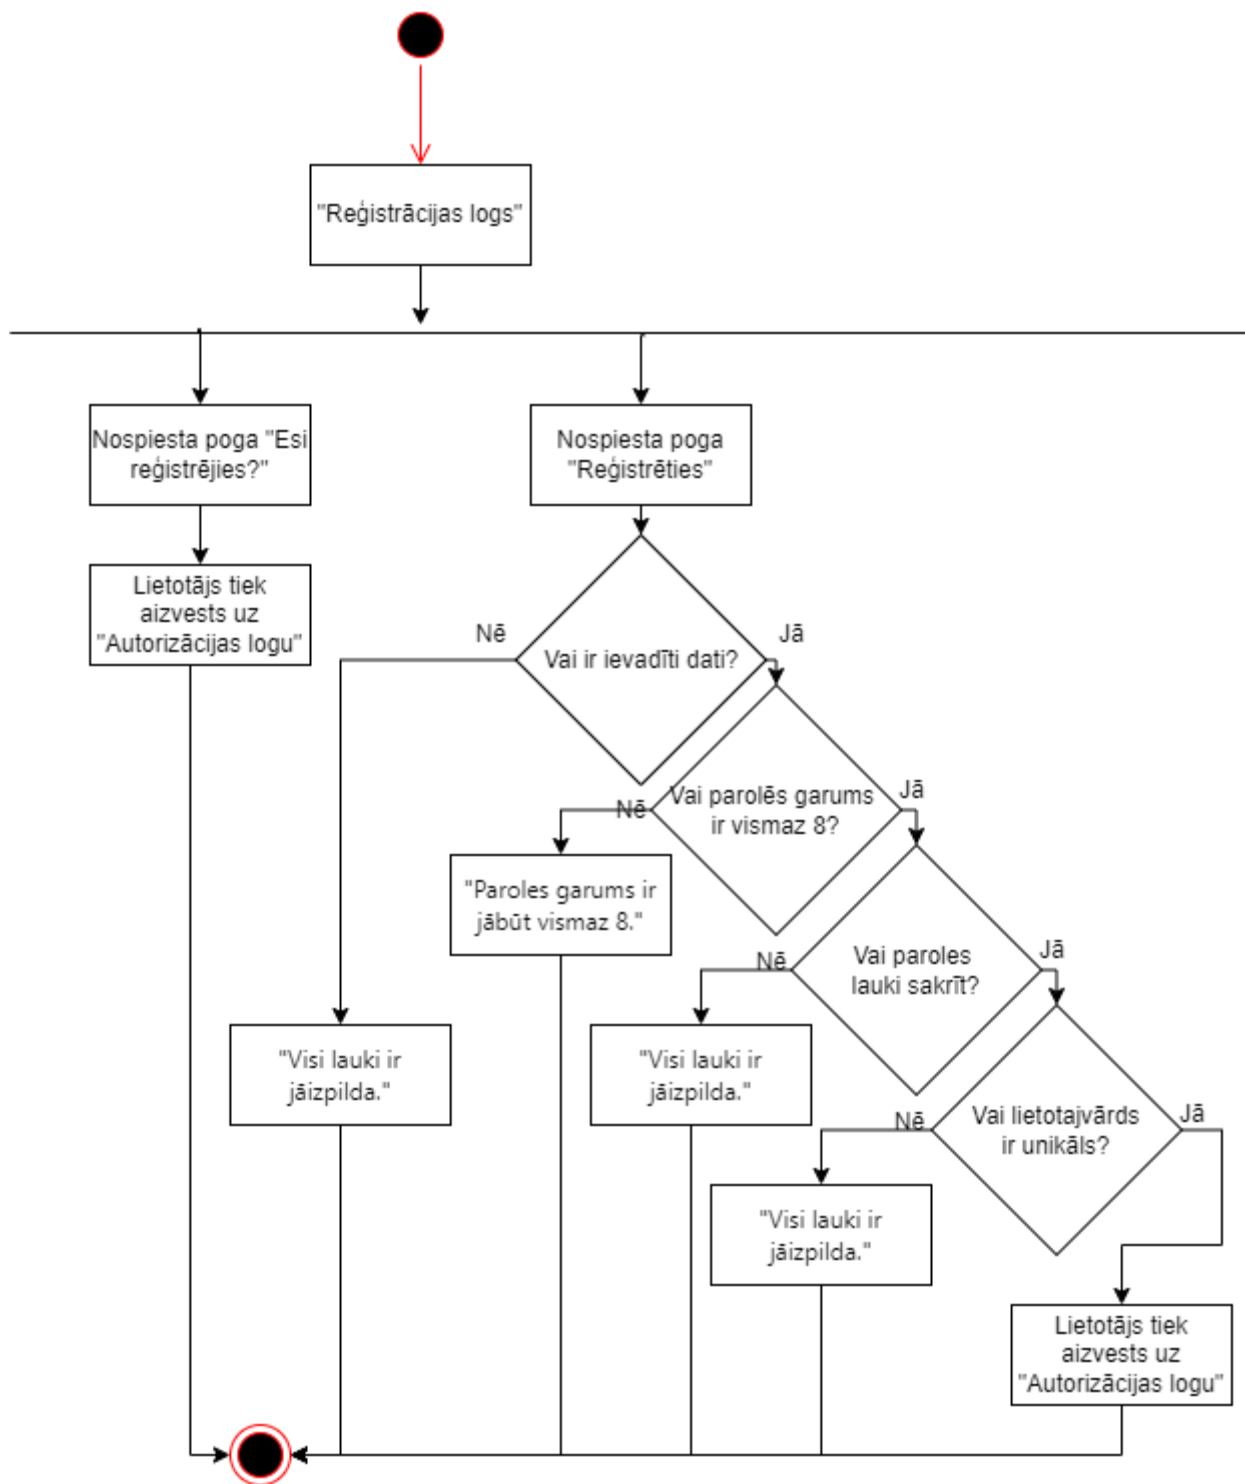 "Reģistrācijas logs"
Nospiesta poga "Esi
reģistrējies?"
Nospiesta poga
"Reģistrēties"
Lietotājs tiek
aizvests uz
"Autorizācijas logu"
Nē
Jā
Vai ir ievadīti dati?
Nē
Jā
Vai parolēs garums
ir vismaz 8?
"Paroles garums ir
jābūt vismaz 8."
Nē
Jā
Vai paroles
lauki sakrīt?
"Visi lauki ir
jāizpilda."
"Visi lauki ir
jāizpilda."
Nē
Jā
Vai lietotajvārds
ir unikāls?
"Visi lauki ir
jāizpilda."
Lietotājs tiek
aizvests uz
"Autorizācijas logu"